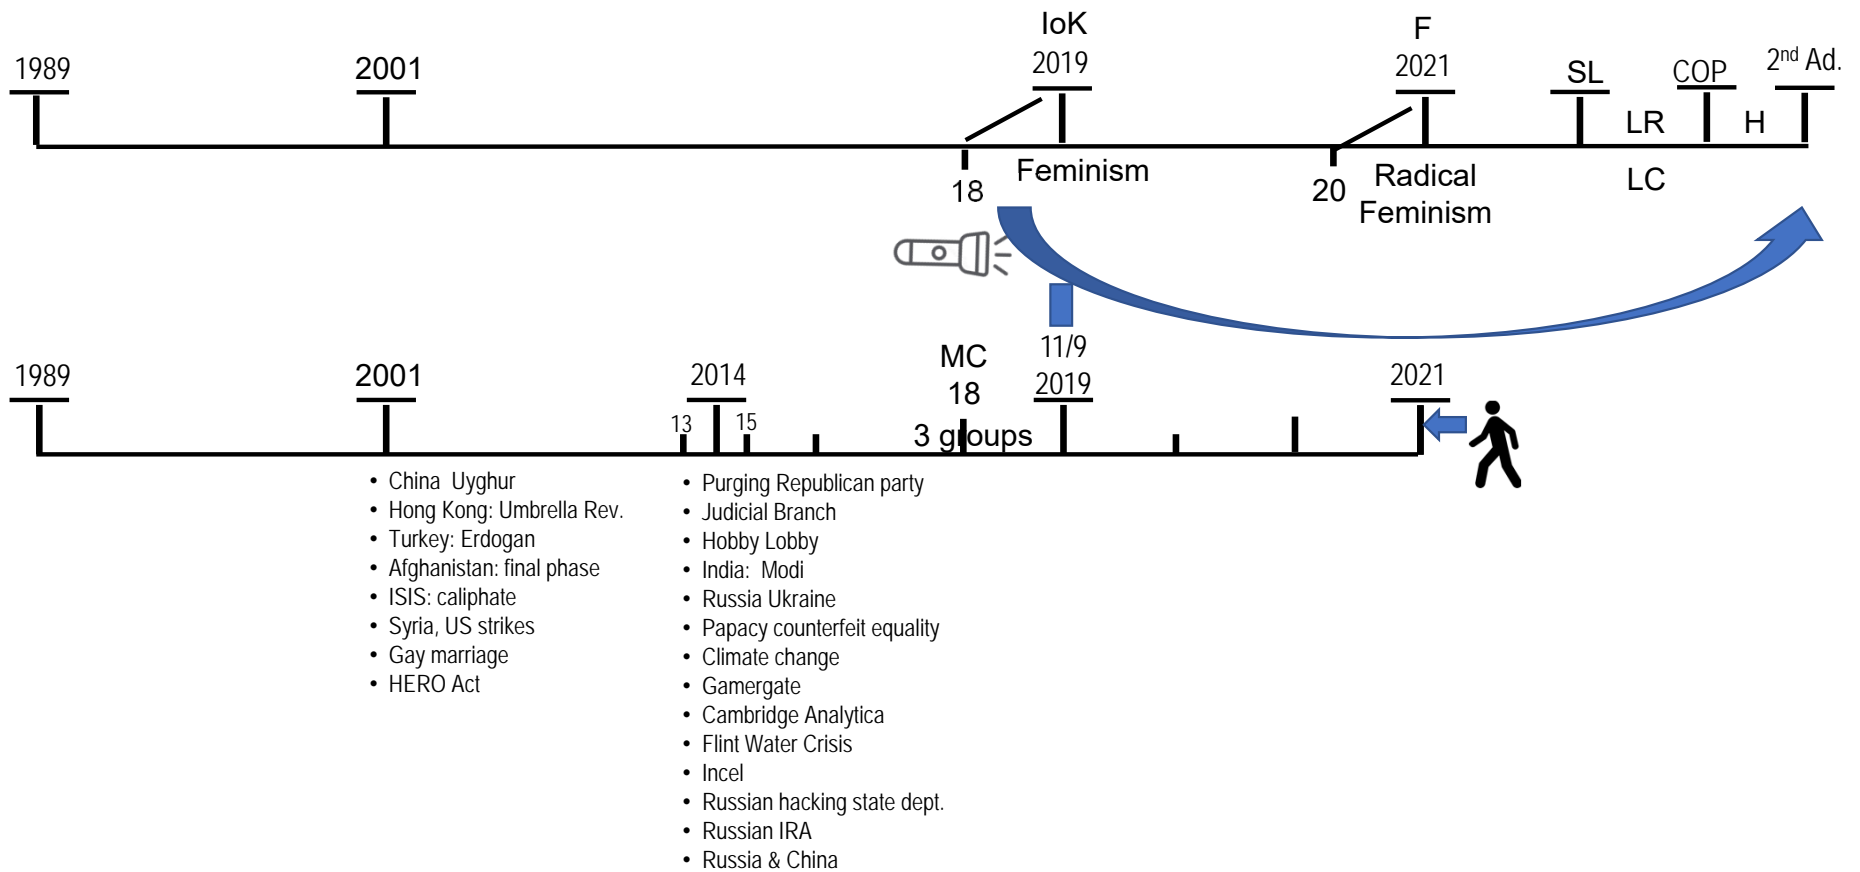 IoK
F
1989
2001
2019
2021
SL
COP
2nd Ad.
LR
H
18
Feminism
20
Radical
Feminism
LC
11/9
MC
1989
2001
2014
18
2019
2021
13
15
3 groups
• China  Uyghur
• Hong Kong: Umbrella Rev.
• Turkey: Erdogan
• Afghanistan: final phase
• ISIS: caliphate
• Syria, US strikes
• Gay marriage
• HERO Act
• Purging Republican party
• Judicial Branch
• Hobby Lobby
• India:  Modi
• Russia Ukraine
• Papacy counterfeit equality
• Climate change
• Gamergate
• Cambridge Analytica
• Flint Water Crisis
• Incel
• Russian hacking state dept.
• Russian IRA
• Russia & China